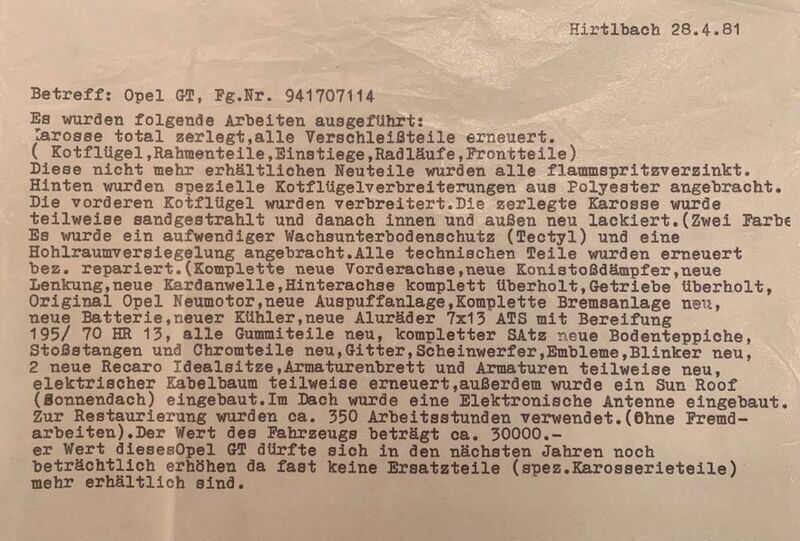 Hirtlbach 28.4.81
Betreff: Opel GT, Fg.Nr. 941707114
Es wurden folgende Arbeiten ausgeführt:
Karosse total zerlegt,alle Verschleißteile erneuert.
( Kotflügel,Rahmenteile,Einstiege,Radläufe,Frontteile)
Diese nicht mehr erhältlichen Neuteile wurden alle flammspritzverzinkt.
Hinten wurden spezielle Kotflügelverbreiterungen aus Polyester angebracht.
Die vorderen Kotflügel wurden verbreitert.Die zerlegte Karosse wurde
teilweise sandgestrahlt und danach innen und außen neu lackiert.(Zwei Farbe
Es wurde ein aufwendiger Wachsunterbodenschutz (Tectyl) und eine
Hohlraumversiegelung angebracht.Alle technischen Teile wurden erneuert
bez. repariert.(Komplette neue Vorderachse,neue Konistoßdämpfer,neue
Lenkung,neue Kardanwelle,Hinterachse komplett überholt,Getriebe überholt,
Original Opel Neumotor,neue Auspuffanlage,Komplette Bremsanlage neu,
neue Batterie,neuer Kühler,neue Aluräder 7x13 ATS mit Bereifung
195/ 70 HR 13, alle Gummiteile neu, kompletter SAtz neue Bodenteppiche,
Stoßstangen und Chromteile neu,Gitter,Scheinwerfer,Embleme,Blinker neu,
2 neue Recaro Idealsitze,Armaturenbrett und Armaturen teilweise neu,
elektrischer Kabelbaum teilweise erneuert,außerdem wurde ein Sun Roof
(Sonnendach) eingebaut.Im Dach wurde eine Elektronische Antenne eingebaut.
Zur Restaurierung wurden ca. 350 Arbeitsstunden verwendet.(Ohne Fremd-
arbeiten).Der Wert des Fahrzeugs beträgt ca. 30000.-
er Wert diesesOpel GT dürfte sich in den nächsten Jahren noch
beträchtlich erhöhen da fast keine Ersatzteile (spez.Karosserieteile)
mehr erhältlich sind.